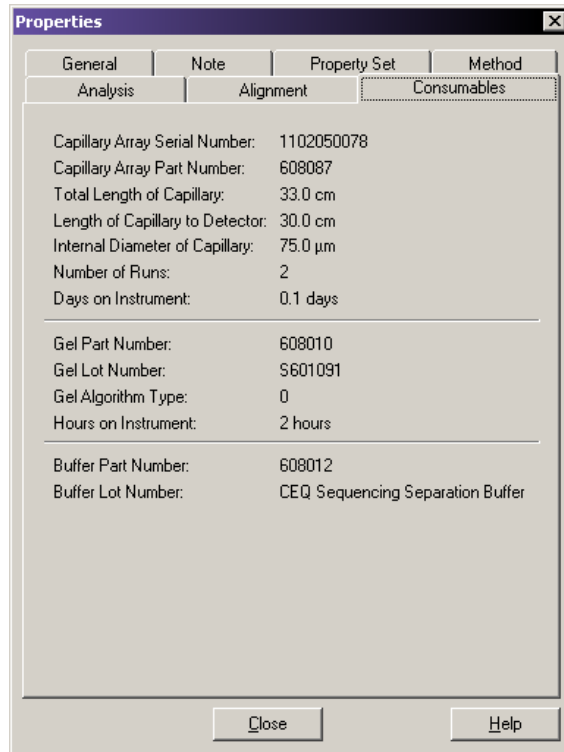 Properties
General Note Property Set Method
Analysis Alignment Consumables
Capillary Array Serial Number: 1102050078
Capillary Array Part Number: 608087
Total Length of Capillary: 33.0 cm
Length of Capillary to Detector: 30.0 cm
Internal Diameter of Capillary: 75.0 µm
Number of Runs: 2
Days on Instrument: 0.1 days
Gel Part Number: 608010
Gel Lot Number: S601091
Gel Algorithm Type: 0
Hours on Instrument: 2 hours
Buffer Part Number: 608012
Buffer Lot Number: CEQ Sequencing Separation Buffer
Close Help